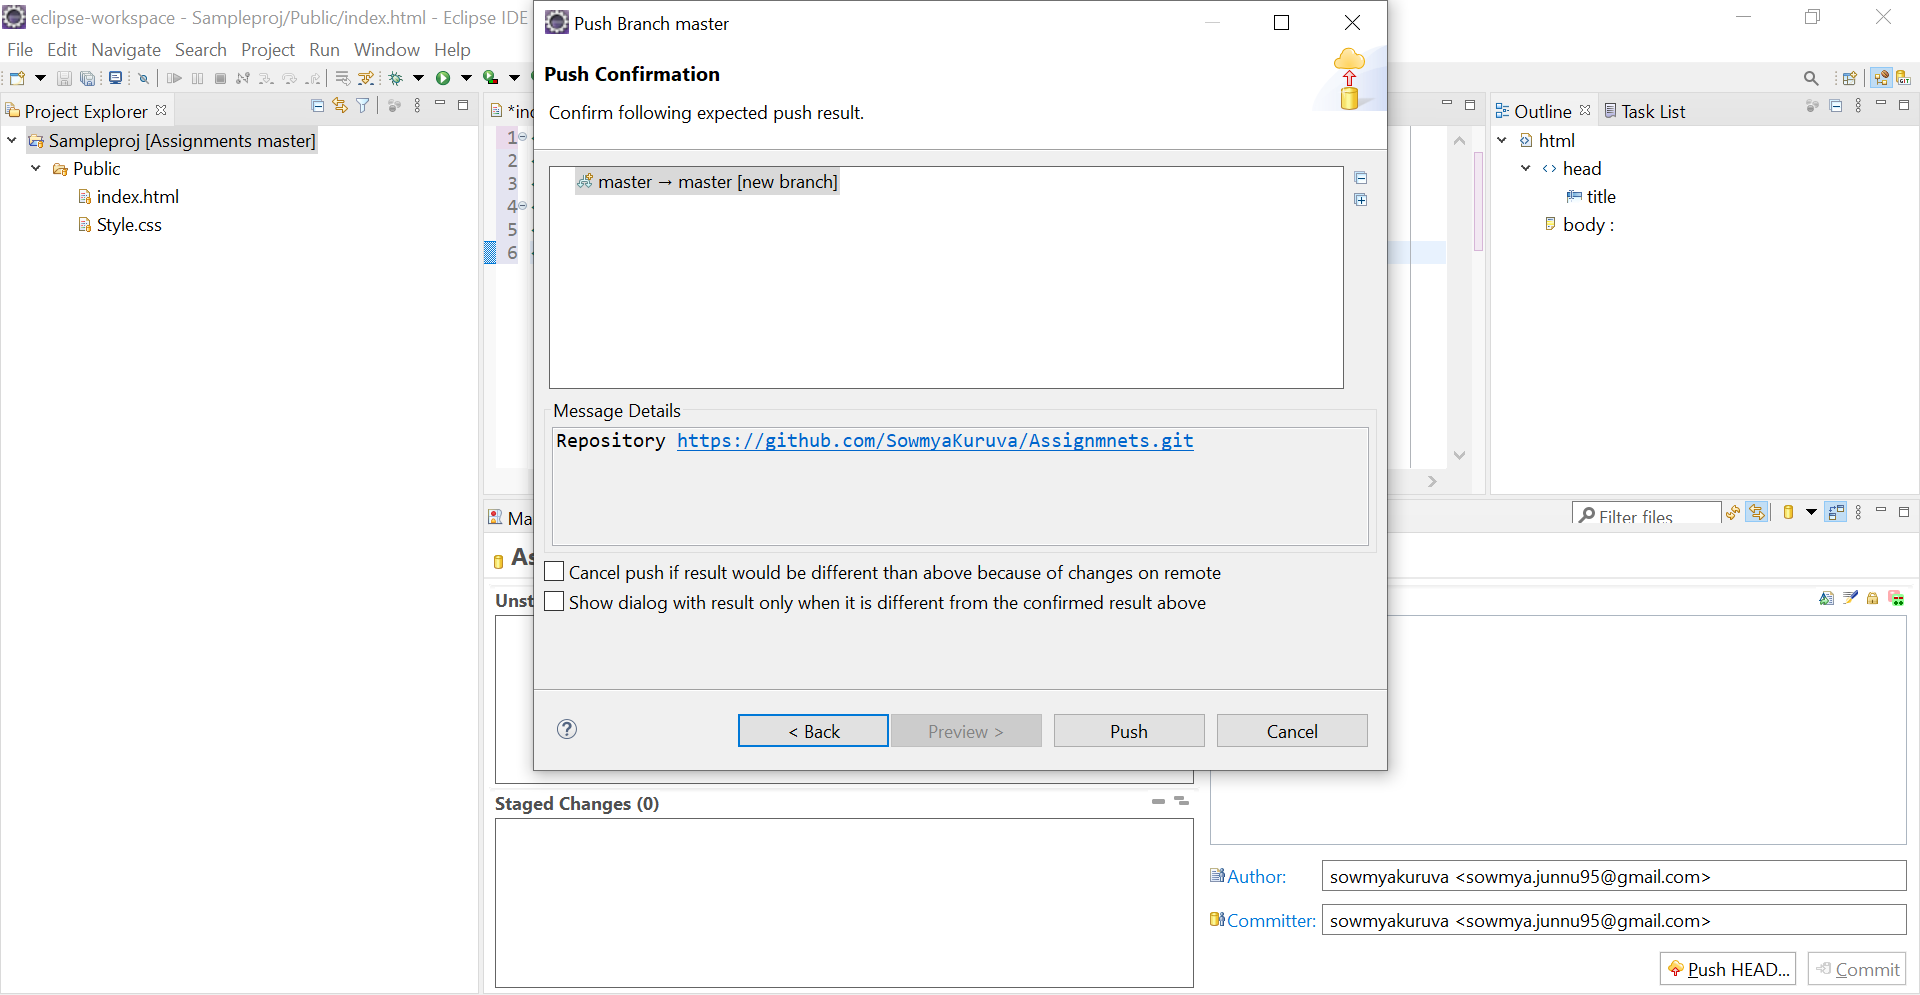 eclipse-workspace - Sampleproj/Public/index.html - Eclipse IDE
File Edit Navigate Search Project Run Window Help
Project Explorer
Sampleproj [Assignments master]
Public
index.html
Style.css
*ind
1
2
3
4
5
6
Push Branch master
Push Confirmation
Confirm following expected push result.
master → master [new branch]
Message Details
Repository https://github.com/SowmyaKuruva/Assignmnets.git
Cancel push if result would be different than above because of changes on remote
Show dialog with result only when it is different from the confirmed result above
? < Back Preview > Push Cancel
Outline Task List
html
head
title
body :
Ma
Filter files
As
Unst
Staged Changes (0)
Author: sowmyakuruva <sowmya.junnu95@gmail.com>
Committer: sowmyakuruva <sowmya.junnu95@gmail.com>
Push HEAD... Commit